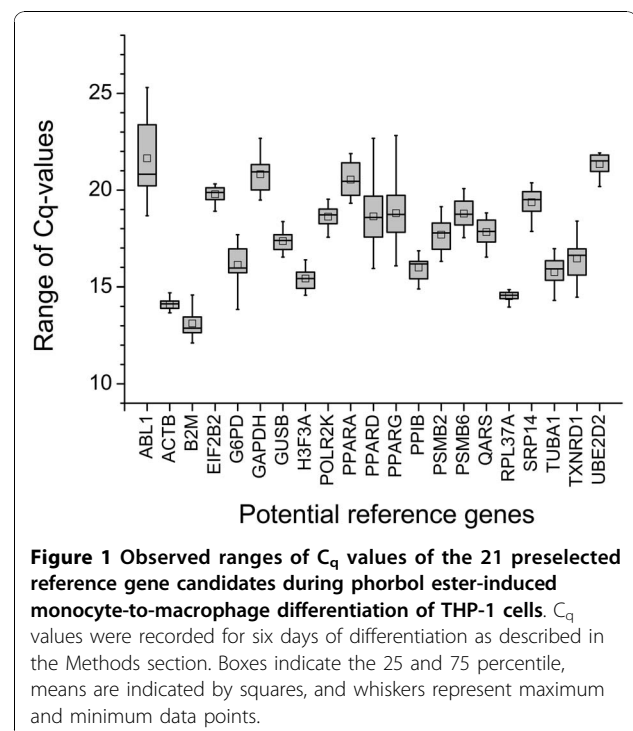 25
20
15
10
Range of Cq-values
ABL1
ACTB
B2M
EIF2B2
G6PD
GAPDH
GUSB
H3F3A
POLR2K
PPARA
PPARD
PPARG
PPIB
PSMB2
PSMB6
QARS
RPL37A
SRP14
TUBA1
TXNRD1
UBE2D2
Potential reference genes
Figure 1 Observed ranges of Cq values of the 21 preselected
reference gene candidates during phorbol ester-induced
monocyte-to-macrophage differentiation of THP-1 cells. Cq
values were recorded for six days of differentiation as described in
the Methods section. Boxes indicate the 25 and 75 percentile,
means are indicated by squares, and whiskers represent maximum
and minimum data points.